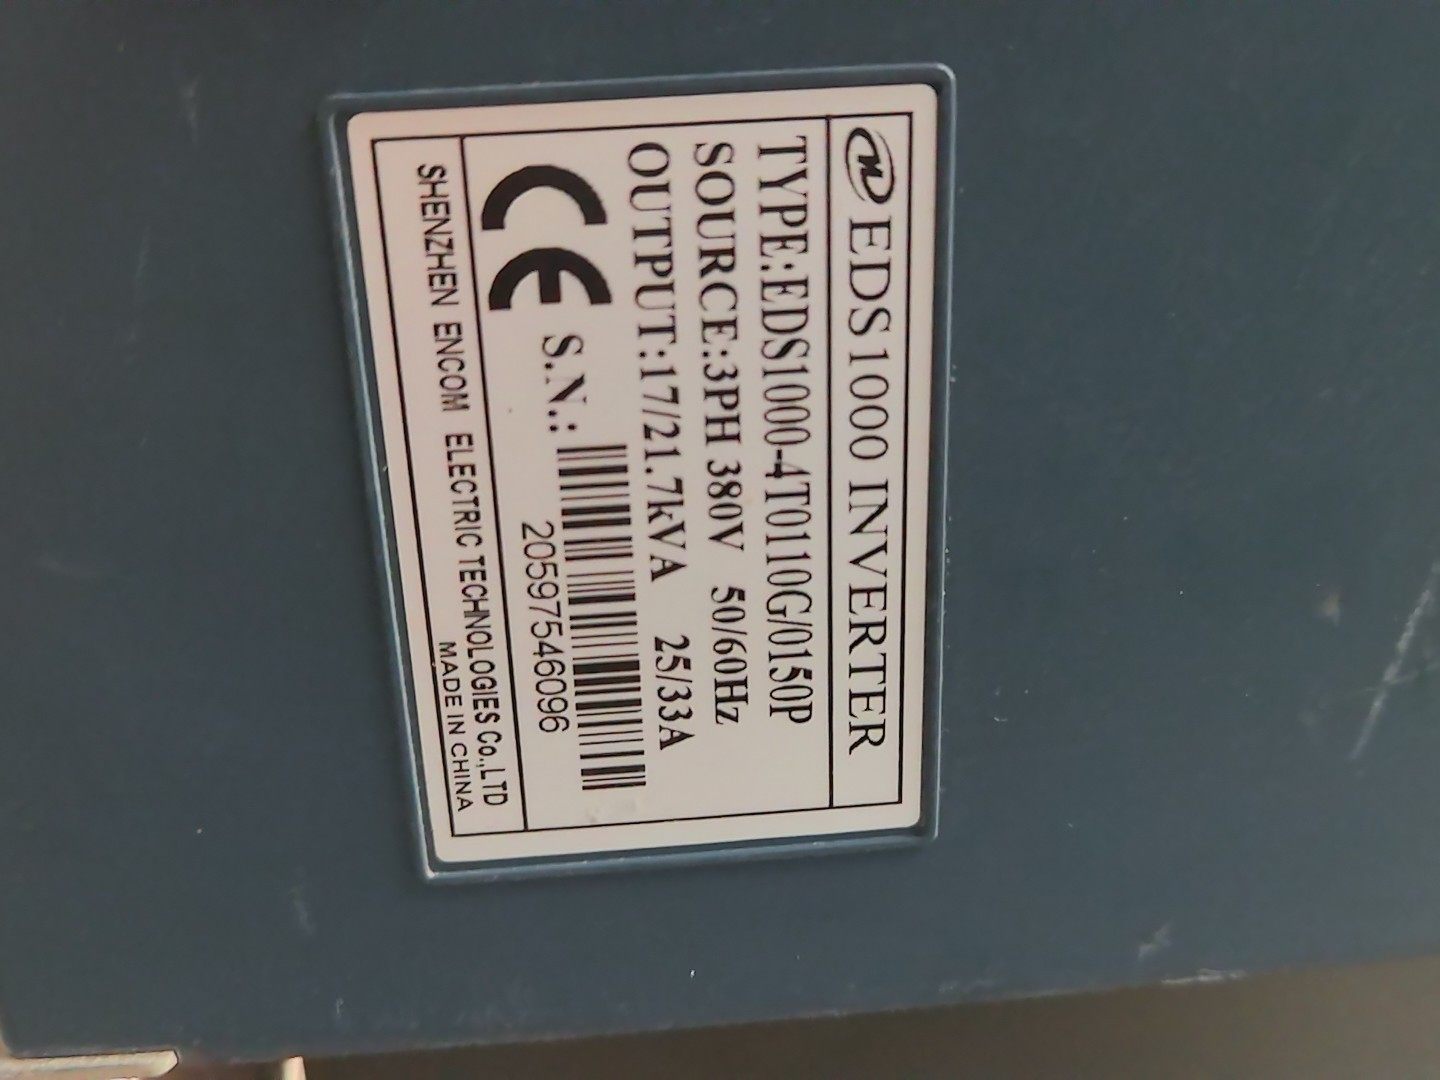 EDS1000 INVERTER
TYPE:EDS1000-4T0110G/0150P
SOURCE:3PH 380V 50/60Hz
OUTPUT:17/21.7kVA 25/33A
CE S.N.:
20597546096
SHENZHEN ENCOM ELECTRIC TECHNOLOGIES Co.,LTD
MADE IN CHINA